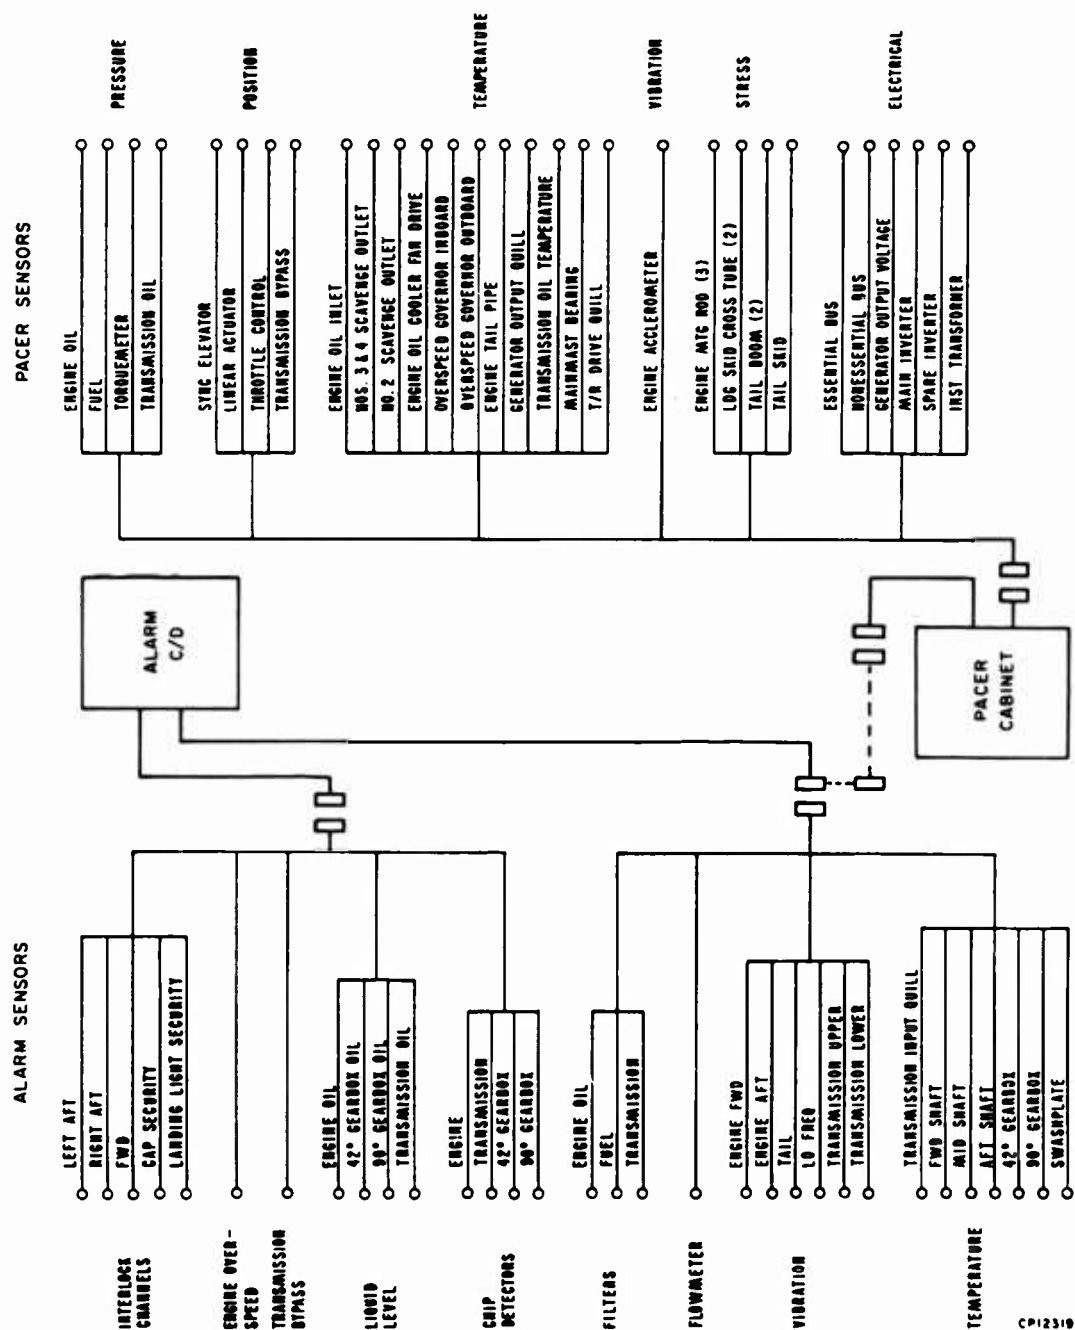 PACER SENSORS
ENGINE OIL
FUEL
TORQUEMETER
TRANSMISSION OIL
PRESSURE
SYNC ELEVATOR
LINEAR ACTUATOR
THROTTLE CONTROL
TRANSMISSION BYPASS
POSITION
ENGINE OIL INLET
NOS. 3 & 4 SCAVENGE OUTLET
NO. 2 SCAVENGE OUTLET
ENGINE OIL COOLER FAN DRIVE
OVERSPEED GOVERNOR INBOARD
OVERSPEED GOVERNOR OUTBOARD
ENGINE TAIL PIPE
GENERATOR OUTPUT QUILL
TRANSMISSION OIL TEMPERATURE
MAINMAST BEARING
T/R DRIVE QUILL
TEMPERATURE
ENGINE ACCLEROMETER
VIBRATION
ENGINE MTG ROD (3)
LDG SKID CROSS TUBE (2)
TAIL BOOM (2)
TAIL SKID
STRESS
ESSENTIAL BUS
NONESSENTIAL BUS
GENERATOR OUTPUT VOLTAGE
MAIN INVERTER
SPARE INVERTER
INST TRANSFORMER
ELECTRICAL
ALARM
C/D
PACER
CABINET
ALARM SENSORS
LEFT AFT
RIGHT AFT
FWD
CAP SECURITY
LANDING LIGHT SECURITY
INTERLOCK
CHANNELS
ENGINE OVER-
SPEED
TRANSMISSION
BYPASS
ENGINE OIL
42° GEARBOX OIL
90° GEARBOX OIL
TRANSMISSION OIL
LIQUID
LEVEL
ENGINE
TRANSMISSION
42° GEARBOX
90° GEARBOX
CHIP
DETECTORS
ENGINE OIL
FUEL
TRANSMISSION
FILTERS
FLOWMETER
ENGINE FWD
ENGINE AFT
TAIL
LO FREQ
TRANSMISSION UPPER
TRANSMISSION LOWER
VIBRATION
TRANSMISSION INPUT QUILL
FWD SHAFT
MID SHAFT
AFT SHAFT
42° GEARBOX
90° GEARBOX
SWASHPLATE
TEMPERATURE
CP12319